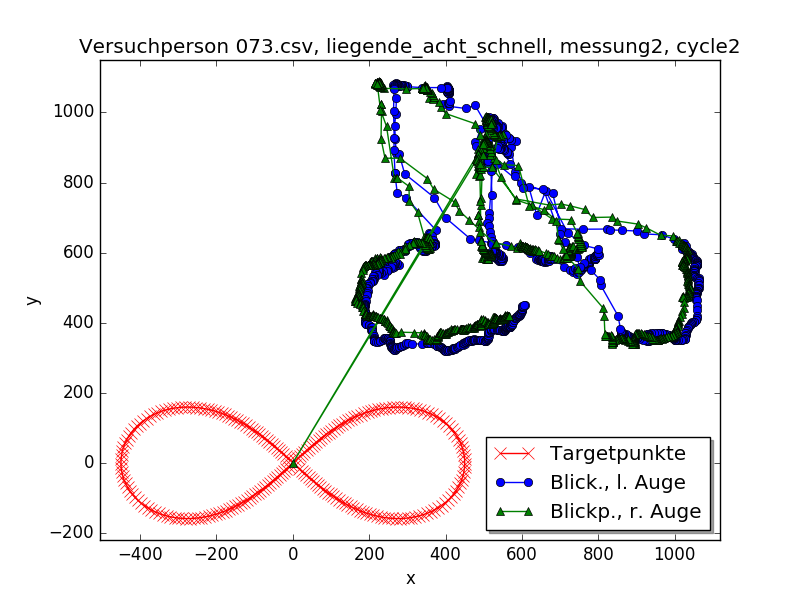 Versuchperson 073.csv, liegende_acht_schnell, messung2, cycle2
y
1000
800
600
400
200
0
−200
−400
−200
0
200
400
600
800
1000
x
Targetpunkte
Blick., l. Auge
Blickp., r. Auge